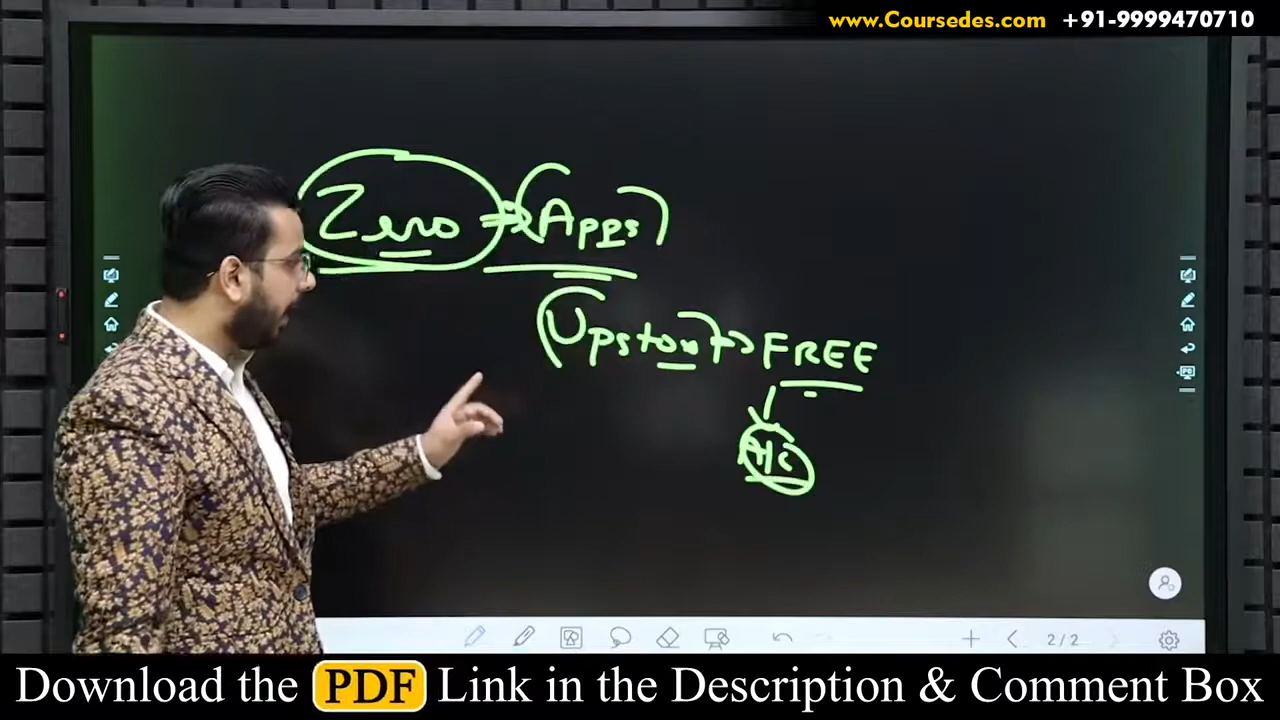 www.Coursedes.com +91-9999470710
Zero → (Apps)
(Upstox) → FREE
A/c
2/2
Download the PDF Link in the Description & Comment Box